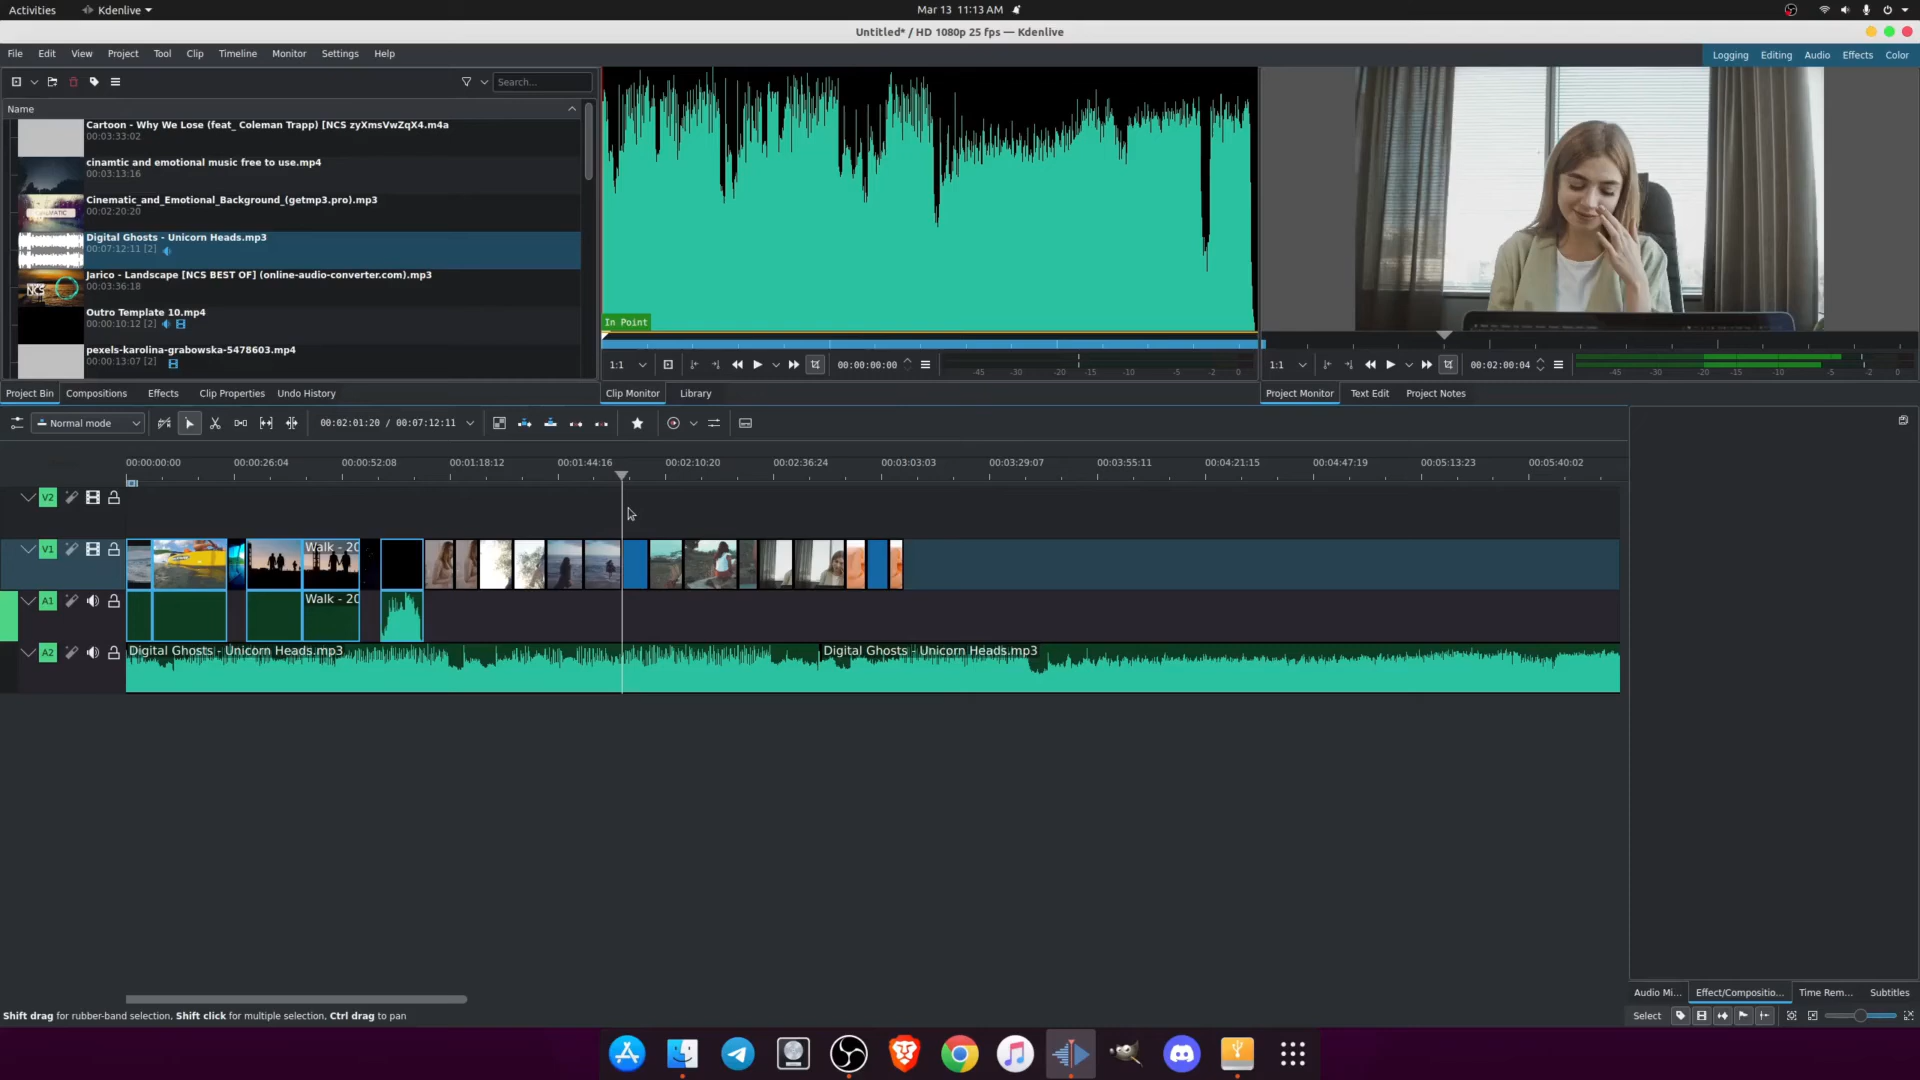 Activities
Kdenlive
Mar 13 11:13 AM
Untitled* / HD 1080p 25 fps — Kdenlive
File Edit View Project Tool Clip Timeline Monitor Settings Help
Logging Editing Audio Effects Color
Search...
Name
Cartoon - Why We Lose (feat_ Coleman Trapp) [NCS zyXmsVwZqX4.m4a
00:03:33:02
cinamtic and emotional music free to use.mp4
00:03:13:16
Cinematic_and_Emotional_Background_(getmp3.pro).mp3
00:02:20:20
Digital Ghosts - Unicorn Heads.mp3
00:07:12:11 [2]
Jarico - Landscape [NCS BEST OF] (online-audio-converter.com).mp3
00:03:36:18
NCS
Outro Template 10.mp4
00:00:10:12 [2]
pexels-karolina-grabowska-5478603.mp4
00:00:13:07 [2]
In Point
1:1 00:00:00:00 -45 -30 -20 -15 -10 -5 -2 0
1:1 00:02:00:04 -45 -30 -20 -15 -10 -5 -2 0
Project Bin Compositions Effects Clip Properties Undo History
Clip Monitor Library
Project Monitor Text Edit Project Notes
Normal mode
00:02:01:20 / 00:07:12:11
00:00:00:00 00:00:26:04 00:00:52:08 00:01:18:12 00:01:44:16 00:02:10:20 00:02:36:24 00:03:03:03 00:03:29:07 00:03:55:11 00:04:21:15 00:04:47:19 00:05:13:23 00:05:40:02
V2
V1
Walk - 20
A1
Walk - 20
A2
Digital Ghosts - Unicorn Heads.mp3
Digital Ghosts - Unicorn Heads.mp3
Audio Mi... Effect/Compositio... Time Rem... Subtitles
Shift drag for rubber-band selection, Shift click for multiple selection, Ctrl drag to pan
Select